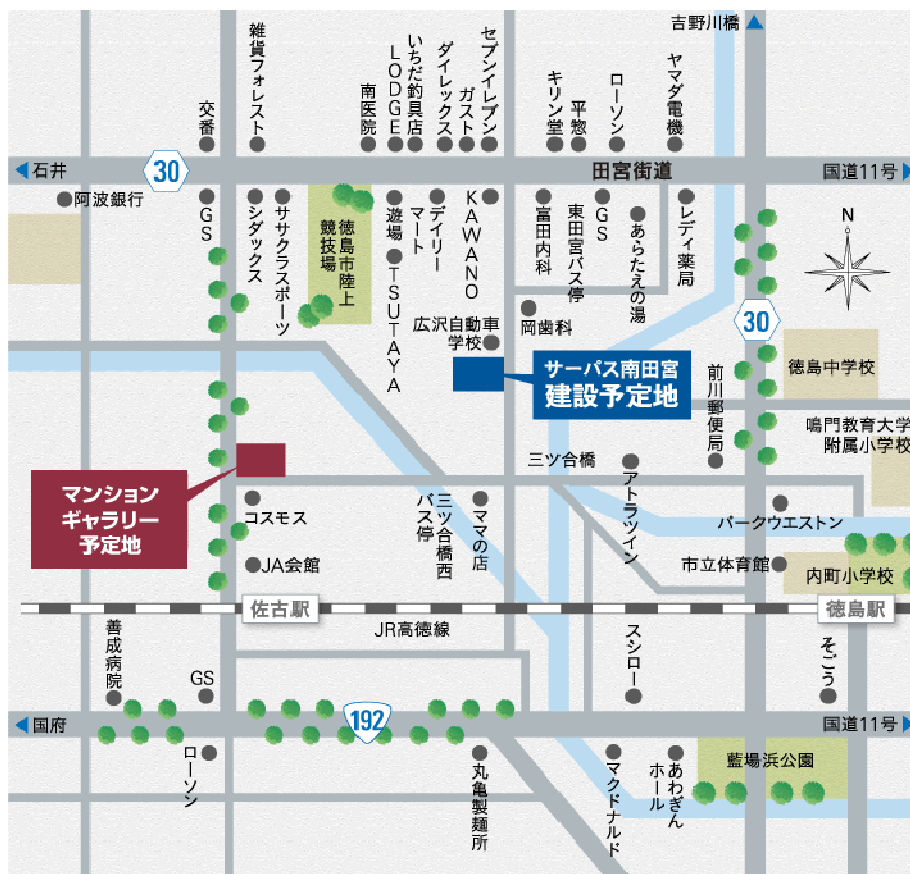 吉野川橋
交番
雑貨フォレスト
南医院
LODGE
いちだ釣具店
ダイレックス
ガスト
セブンイレブン
キリン堂
平惣
ローソン
ヤマダ電機
石井
30
田宮街道
国道11号
阿波銀行
GS
シダックス
ササクラスポーツ
徳島市陸上
競技場
遊場
TSUTAYA
デイリー
マート
KAWANO
富田内科
東田宮バス停
GS
あらたえの湯
レディ薬局
N
広沢自動車
学校
岡歯科
30
サーパス南田宮
建設予定地
前川郵便局
徳島中学校
鳴門教育大学
附属小学校
マンション
ギャラリー
予定地
コスモス
三ツ合橋西
バス停
ママの店
三ツ合橋
アトラツイン
パークウエストン
JA会館
市立体育館
内町小学校
佐古駅
徳島駅
JR高徳線
善成病院
GS
スシロー
そごう
国府
192
国道11号
ローソン
丸亀製麺所
マクドナルド
あわぎん
ホール
藍場浜公園